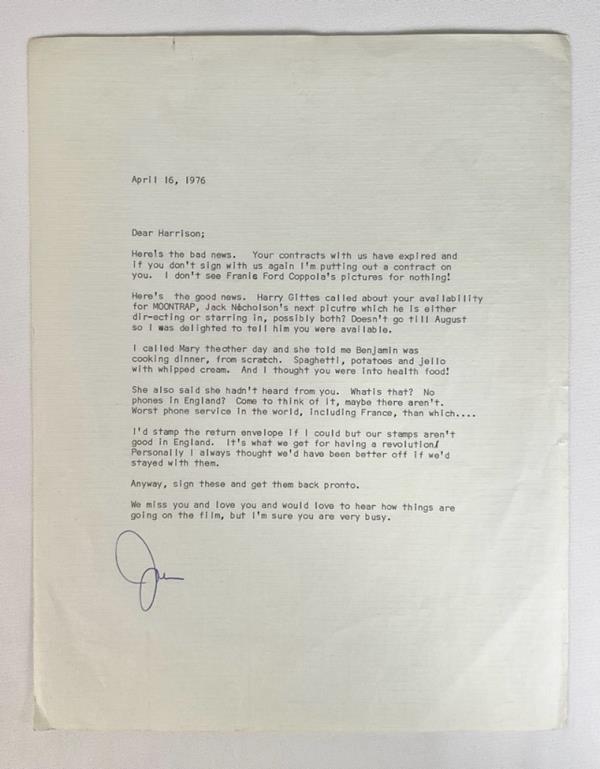 April 16, 1976
Dear Harrison;
Here's the bad news. Your contracts with us have expired and
if you don't sign with us again I'm putting out a contract on
you. I don't see Franis Ford Coppola's pictures for nothing!
Here's the good news. Harry Gittes called about your availability
for MOONTRAP, Jack Nicholson's next picutre which he is either
dir-ecting or starring in, possibly both? Doesn't go till August
so I was delighted to tell him you were available.
I called Mary theother day and she told me Benjamin was
cooking dinner, from scratch. Spaghetti, potatoes and jello
with whipped cream. And I thought you were into health food!
She also said she hadn't heard from you. Whatis that? No
phones in England? Come to think of it, maybe there aren't.
Worst phone service in the world, including France, than which....
I'd stamp the return envelope if I could but our stamps aren't
good in England. It's what we get for having a revolution!
Personally I always thought we'd have been better off if we'd
stayed with them.
Anyway, sign these and get them back pronto.
We miss you and love you and would love to hear how things are
going on the film, but I'm sure you are very busy.